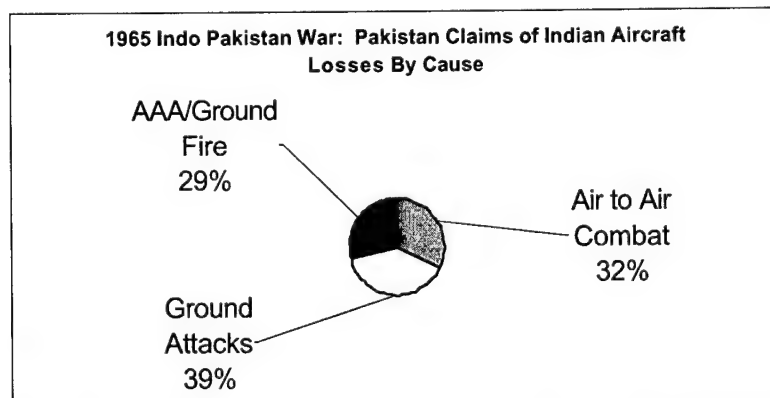 1965 Indo Pakistan War: Pakistan Claims of Indian Aircraft
Losses By Cause
AAA/Ground
Fire
29%
Air to Air
Combat
32%
Ground
Attacks
39%